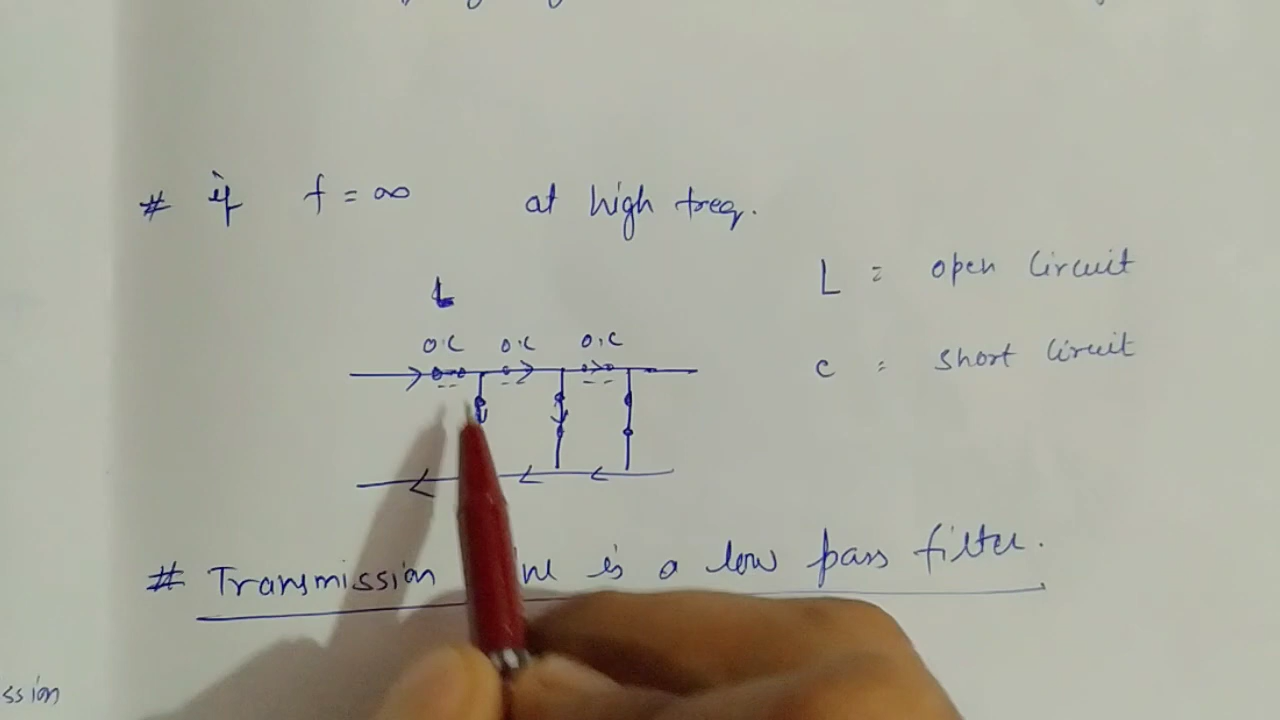 # if f = ∞ at high freq.
L = open Circuit
L
O.C O.C O.C
C = Short Circuit
# Transmission is a low pass filter.
ssion